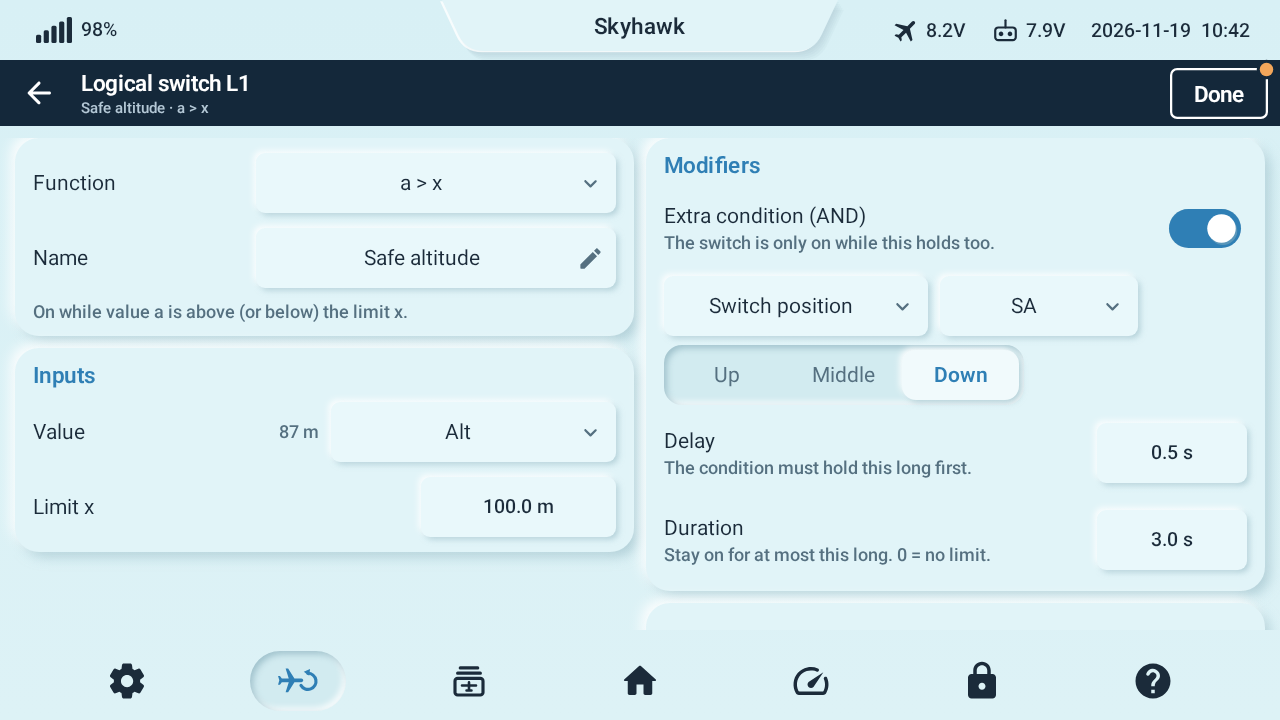 98%
Skyhawk
8.2V
7.9V
2026-11-19 10:42
Logical switch L1
Safe altitude · a > x
Done
Function
a > x
Name
Safe altitude
On while value a is above (or below) the limit x.
Inputs
Value
87 m
Alt
Limit x
100.0 m
Modifiers
Extra condition (AND)
The switch is only on while this holds too.
Switch position
SA
Up
Middle
Down
Delay
The condition must hold this long first.
0.5 s
Duration
Stay on for at most this long. 0 = no limit.
3.0 s